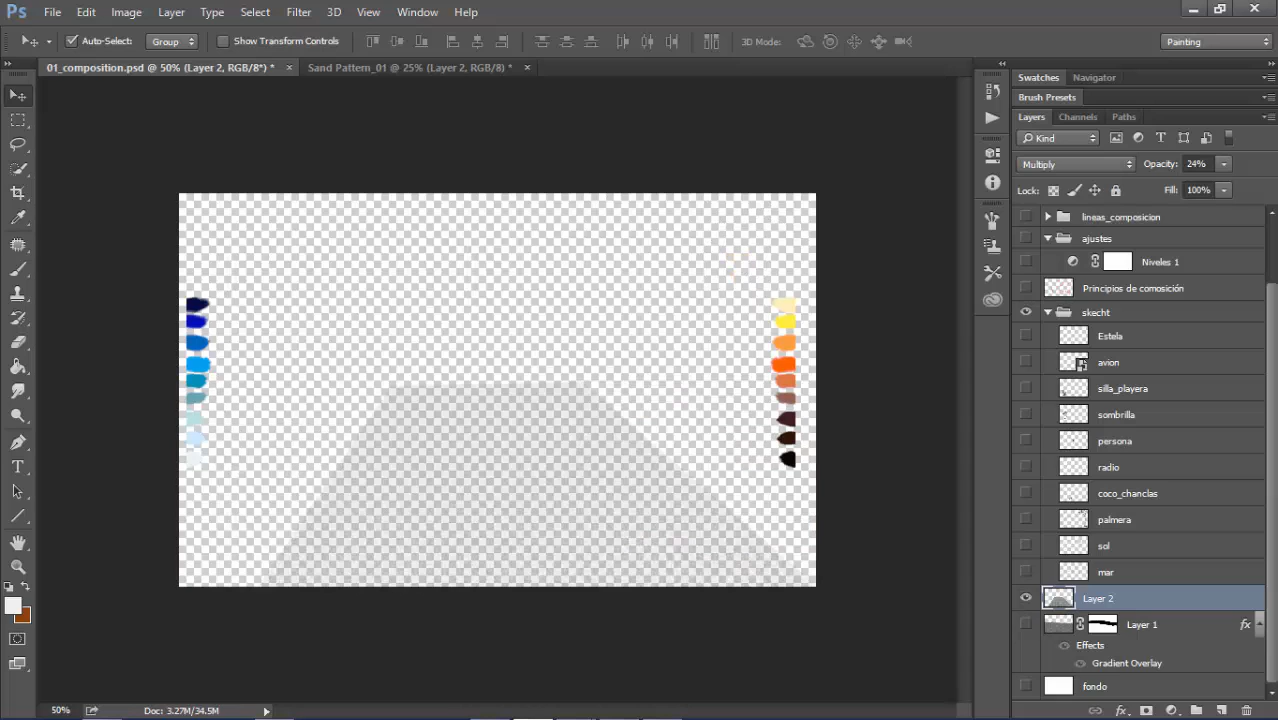 Ps File Edit Image Layer Type Select Filter 3D View Window Help
Auto-Select: Group Show Transform Controls 3D Mode: Painting
01_composition.psd @ 50% (Layer 2, RGB/8*) * × Sand Pattern_01 @ 25% (Layer 2, RGB/8) * ×
Swatches Navigator
Brush Presets
Layers Channels Paths
Kind
Multiply Opacity: 24%
Lock: Fill: 100%
lineas_composicion
ajustes
Niveles 1
Principios de comosición
skecht
Estela
avion
silla_playera
sombrilla
persona
radio
coco_chanclas
palmera
sol
mar
Layer 2
Layer 1 fx
Effects
Gradient Overlay
fondo
50% Doc: 3.27M/34.5M